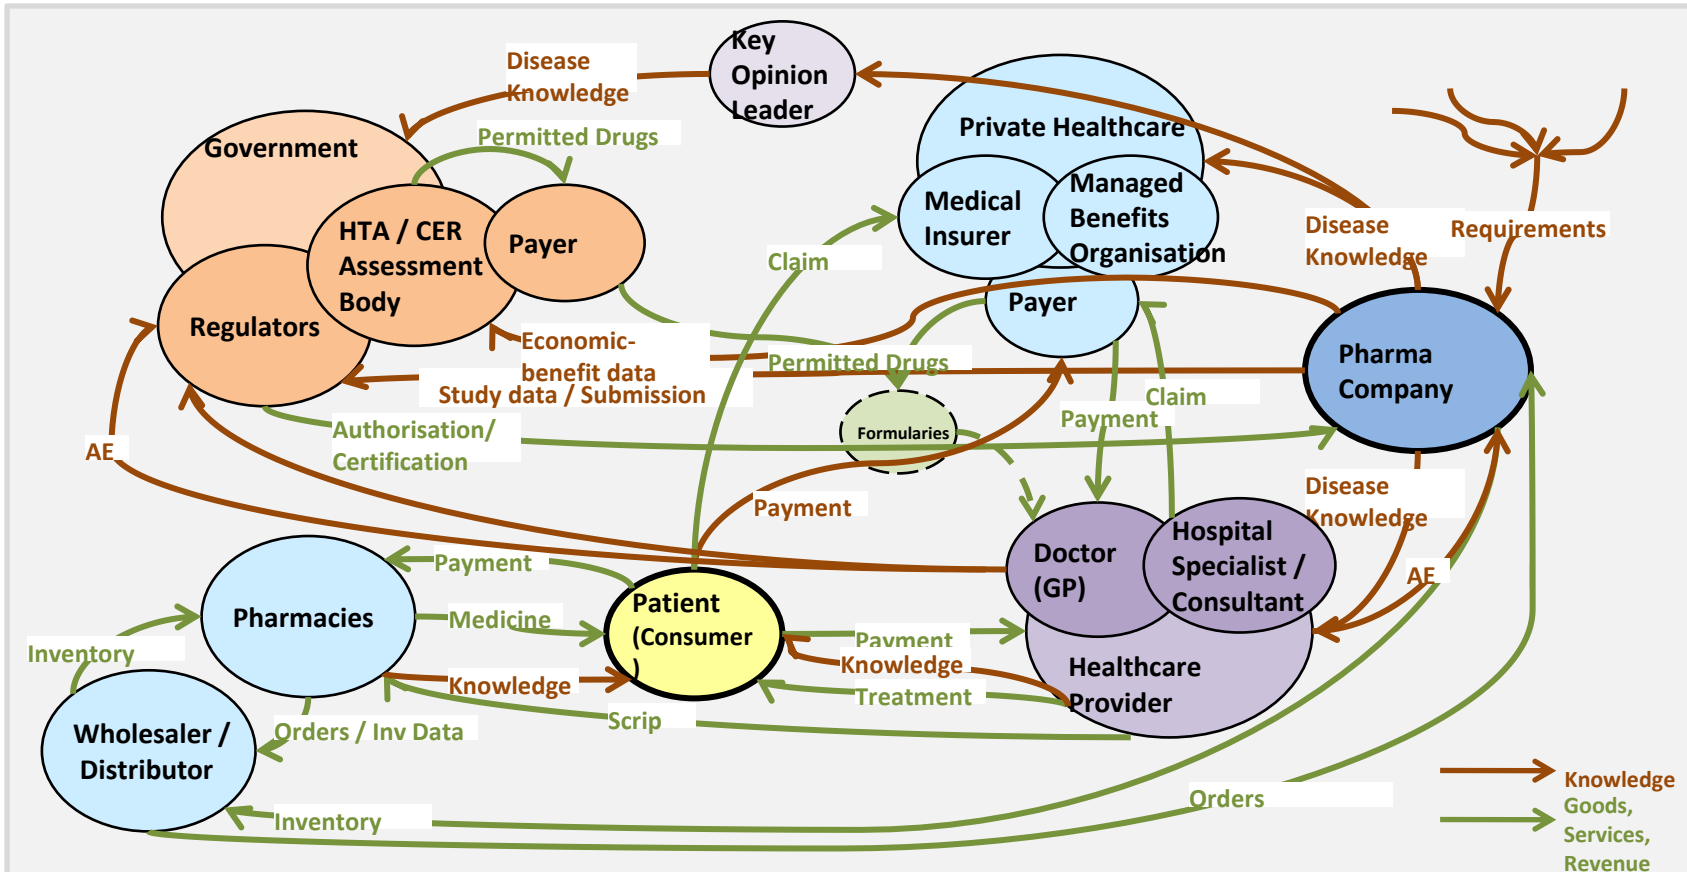 Key
Opinion
Leader
Disease
Knowledge
Permitted Drugs
Government
HTA / CER
Assessment
Body
Payer
Regulators
Private Healthcare
Medical
Insurer
Managed
Benefits
Organisation
Payer
Claim
Disease
Knowledge
Requirements
Pharma
Company
Economic-
benefit data
Study data / Submission
Permitted Drugs
Claim
Payment
Formularies
Authorisation/
Certification
AE
Payment
Disease
Knowledge
AE
Doctor
(GP)
Hospital
Specialist /
Consultant
Healthcare
Provider
Payment
Pharmacies
Medicine
Patient
(Consumer
)
Payment
Knowledge
Treatment
Inventory
Knowledge
Scrip
Orders / Inv Data
Wholesaler /
Distributor
Inventory
Orders
Knowledge
Goods,
Services,
Revenue